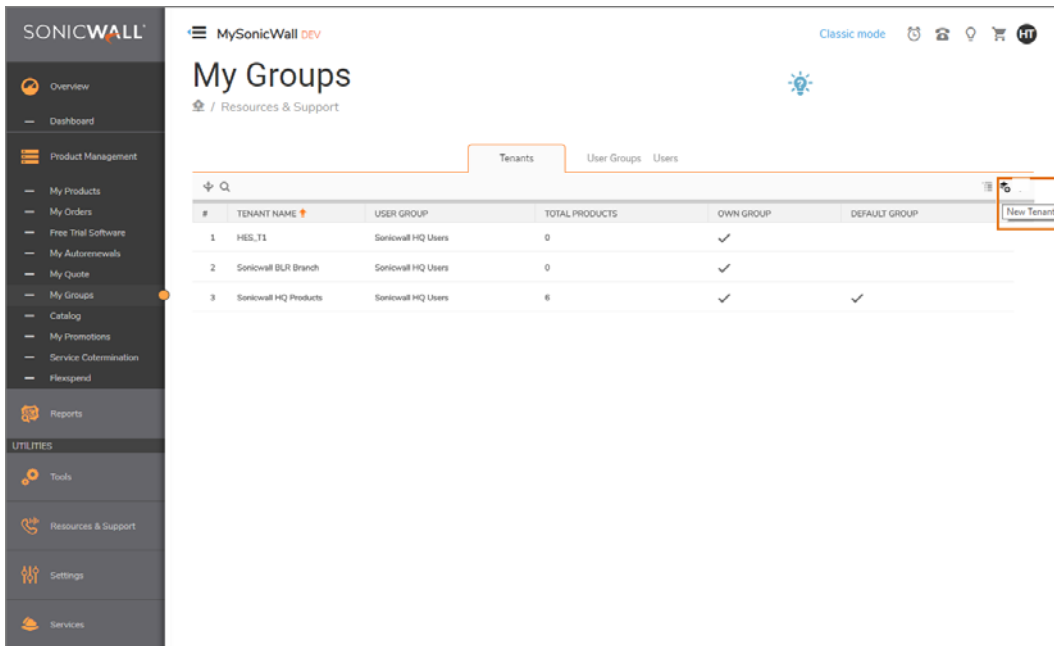 SONICWALL
MySonicWall DEV
Classic mode
HT
My Groups
/ Resources & Support
Overview
Dashboard
Product Management
My Products
My Orders
Free Trial Software
My Autorenewals
My Quote
My Groups
Catalog
My Promotions
Service Cotermination
Flexspend
Reports
UTILITIES
Tools
Resources & Support
Settings
Services
Tenants User Groups Users
New Tenant
# TENANT NAME USER GROUP TOTAL PRODUCTS OWN GROUP DEFAULT GROUP
1 HES_T1 Sonicwall HQ Users 0
2 Sonicwall BLR Branch Sonicwall HQ Users 0
3 Sonicwall HQ Products Sonicwall HQ Users 6